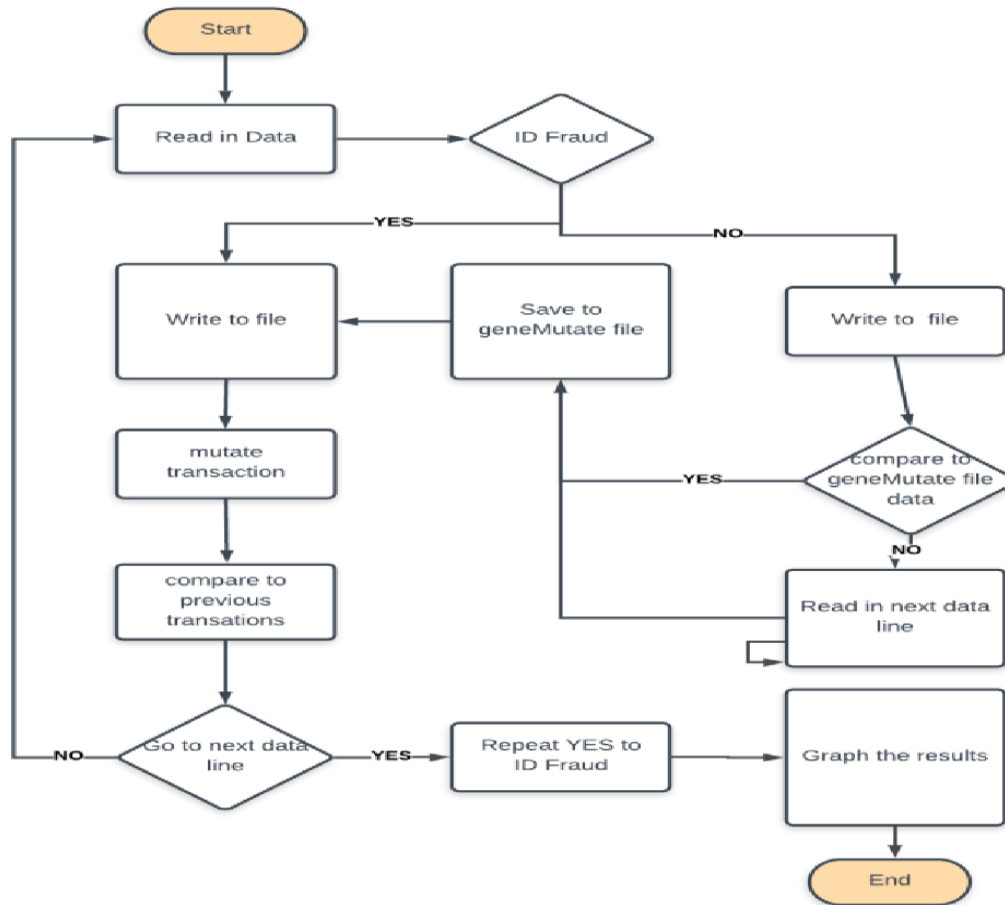 Start
Read in Data
ID Fraud
YES
NO
Write to file
Save to
geneMutate file
Write to file
mutate
transaction
compare to
geneMutate file
data
YES
NO
compare to
previous
transations
Read in next data
line
Go to next data
line
NO
YES
Repeat YES to
ID Fraud
Graph the results
End